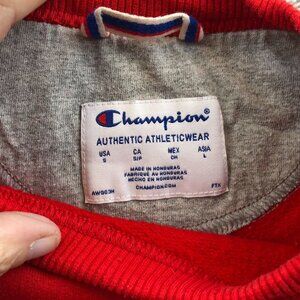 Champion
AUTHENTIC ATHLETICWEAR
USA CA MEX ASIA
S S/P CH L
MADE IN HONDURAS
FABRIQUÉ AU HONDURAS
HECHO EN HONDURAS
CHAMPION.COM
FTK